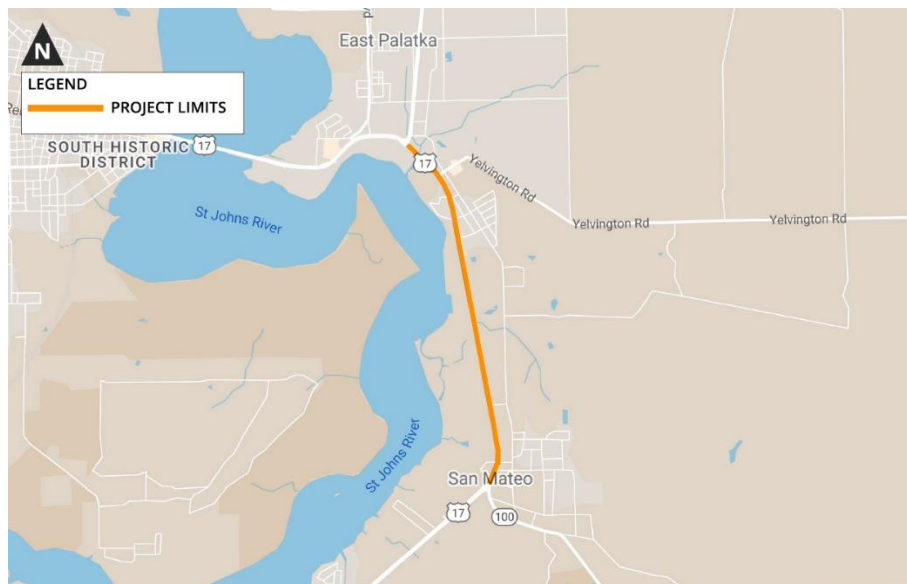 N
LEGEND
PROJECT LIMITS
East Palatka
SOUTH HISTORIC
DISTRICT
17
17
Yelvington Rd
Yelvington Rd
Yelvington Rd
St Johns River
St Johns River
San Mateo
17
100